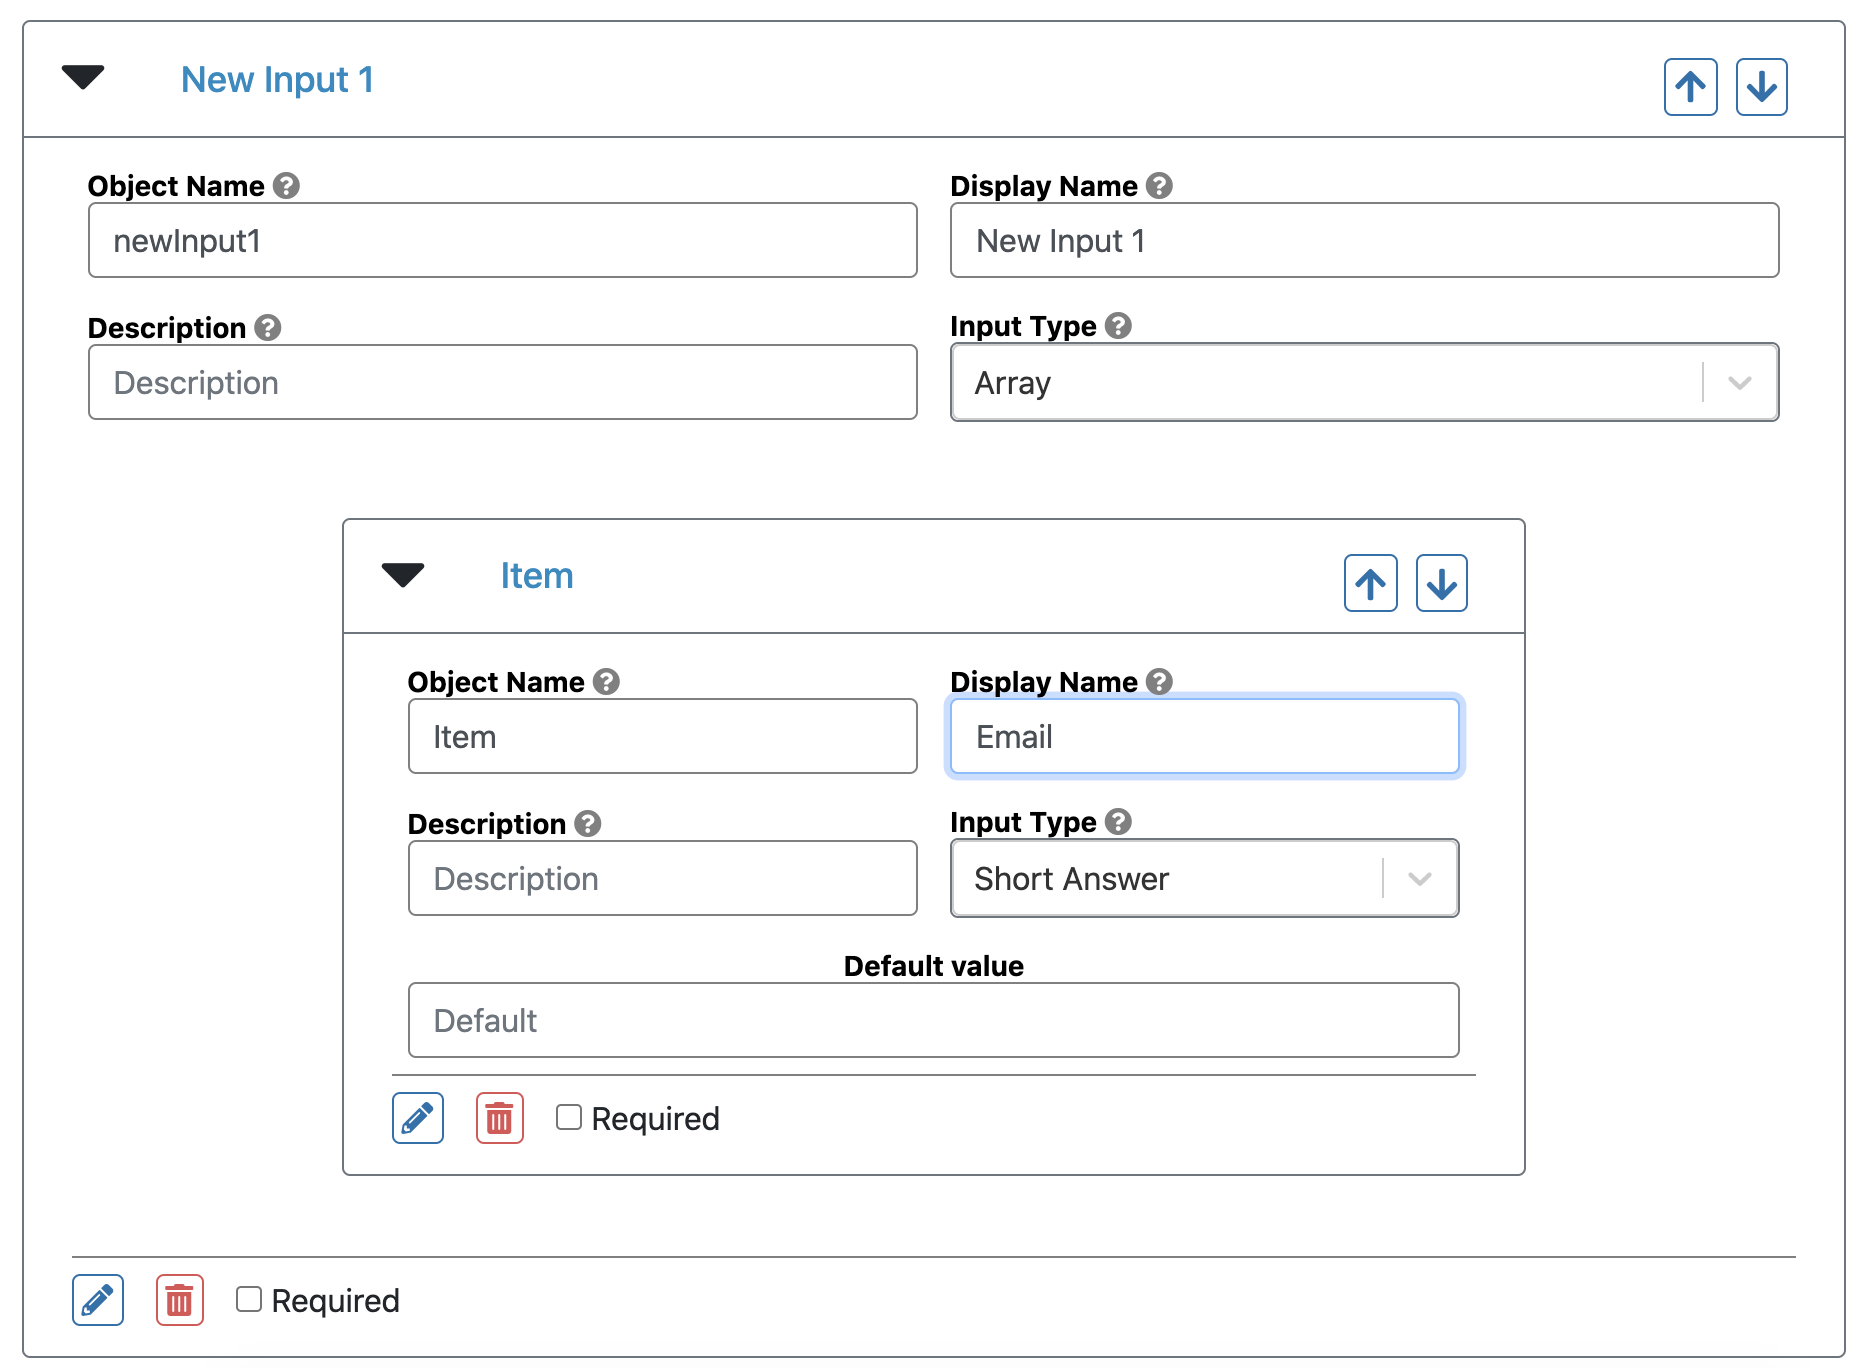 New Input 1
Object Name
Display Name
newInput1
New Input 1
Description
Input Type
Description
Array
Item
Object Name
Display Name
Item
Email
Description
Input Type
Description
Short Answer
Default value
Default
Required
Required